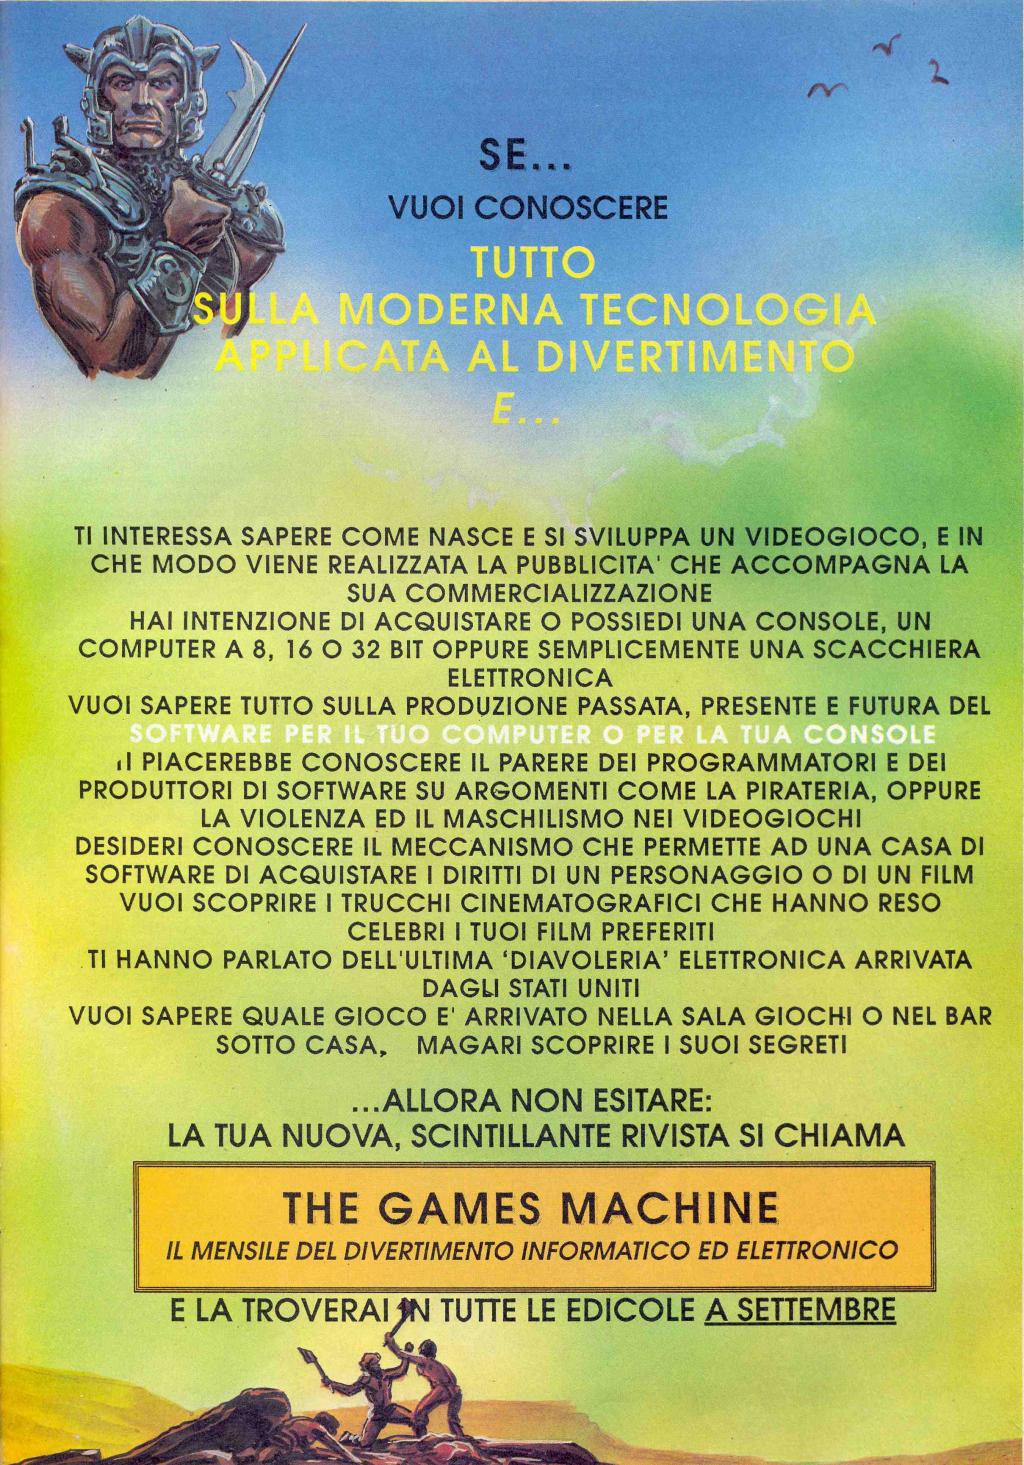 SE...
VUOI CONOSCERE
TUTTO
SULLA MODERNA TECNOLOGIA
APPLICATA AL DIVERTIMENTO
E...
TI INTERESSA SAPERE COME NASCE E SI SVILUPPA UN VIDEOGIOCO, E IN
CHE MODO VIENE REALIZZATA LA PUBBLICITA' CHE ACCOMPAGNA LA
SUA COMMERCIALIZZAZIONE
HAI INTENZIONE DI ACQUISTARE O POSSIEDI UNA CONSOLE, UN
COMPUTER A 8, 16 O 32 BIT OPPURE SEMPLICEMENTE UNA SCACCHIERA
ELETTRONICA
VUOI SAPERE TUTTO SULLA PRODUZIONE PASSATA, PRESENTE E FUTURA DEL
SOFTWARE PER IL TUO COMPUTER O PER LA TUA CONSOLE
TI PIACEREBBE CONOSCERE IL PARERE DEI PROGRAMMATORI E DEI
PRODUTTORI DI SOFTWARE SU ARGOMENTI COME LA PIRATERIA, OPPURE
LA VIOLENZA ED IL MASCHILISMO NEI VIDEOGIOCHI
DESIDERI CONOSCERE IL MECCANISMO CHE PERMETTE AD UNA CASA DI
SOFTWARE DI ACQUISTARE I DIRITTI DI UN PERSONAGGIO O DI UN FILM
VUOI SCOPRIRE I TRUCCHI CINEMATOGRAFICI CHE HANNO RESO
CELEBRI I TUOI FILM PREFERITI
TI HANNO PARLATO DELL'ULTIMA 'DIAVOLERIA' ELETTRONICA ARRIVATA
DAGLI STATI UNITI
VUOI SAPERE QUALE GIOCO E' ARRIVATO NELLA SALA GIOCHI O NEL BAR
SOTTO CASA, MAGARI SCOPRIRE I SUOI SEGRETI
...ALLORA NON ESITARE:
LA TUA NUOVA, SCINTILLANTE RIVISTA SI CHIAMA
THE GAMES MACHINE
IL MENSILE DEL DIVERTIMENTO INFORMATICO ED ELETTRONICO
E LA TROVERAI IN TUTTE LE EDICOLE A SETTEMBRE